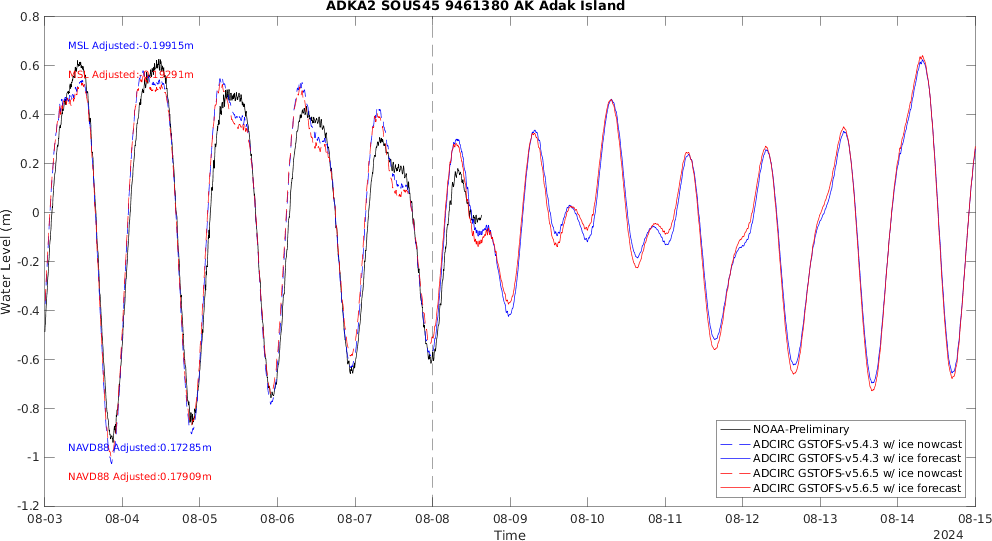 ADKA2 SOUS45 9461380 AK Adak Island
0.8
0.6
0.4
0.2
0
-0.2
-0.4
-0.6
-0.8
-1
-1.2
Water Level (m)
MSL Adjusted:-0.19915m
MSL Adjusted:-0.19291m
NAVD88 Adjusted:0.17285m
NAVD88 Adjusted:0.17909m
NOAA-Preliminary
ADCIRC GSTOFS-v5.4.3 w/ ice nowcast
ADCIRC GSTOFS-v5.4.3 w/ ice forecast
ADCIRC GSTOFS-v5.6.5 w/ ice nowcast
ADCIRC GSTOFS-v5.6.5 w/ ice forecast
08-03 08-04 08-05 08-06 08-07 08-08 08-09 08-10 08-11 08-12 08-13 08-14 08-15
Time
2024